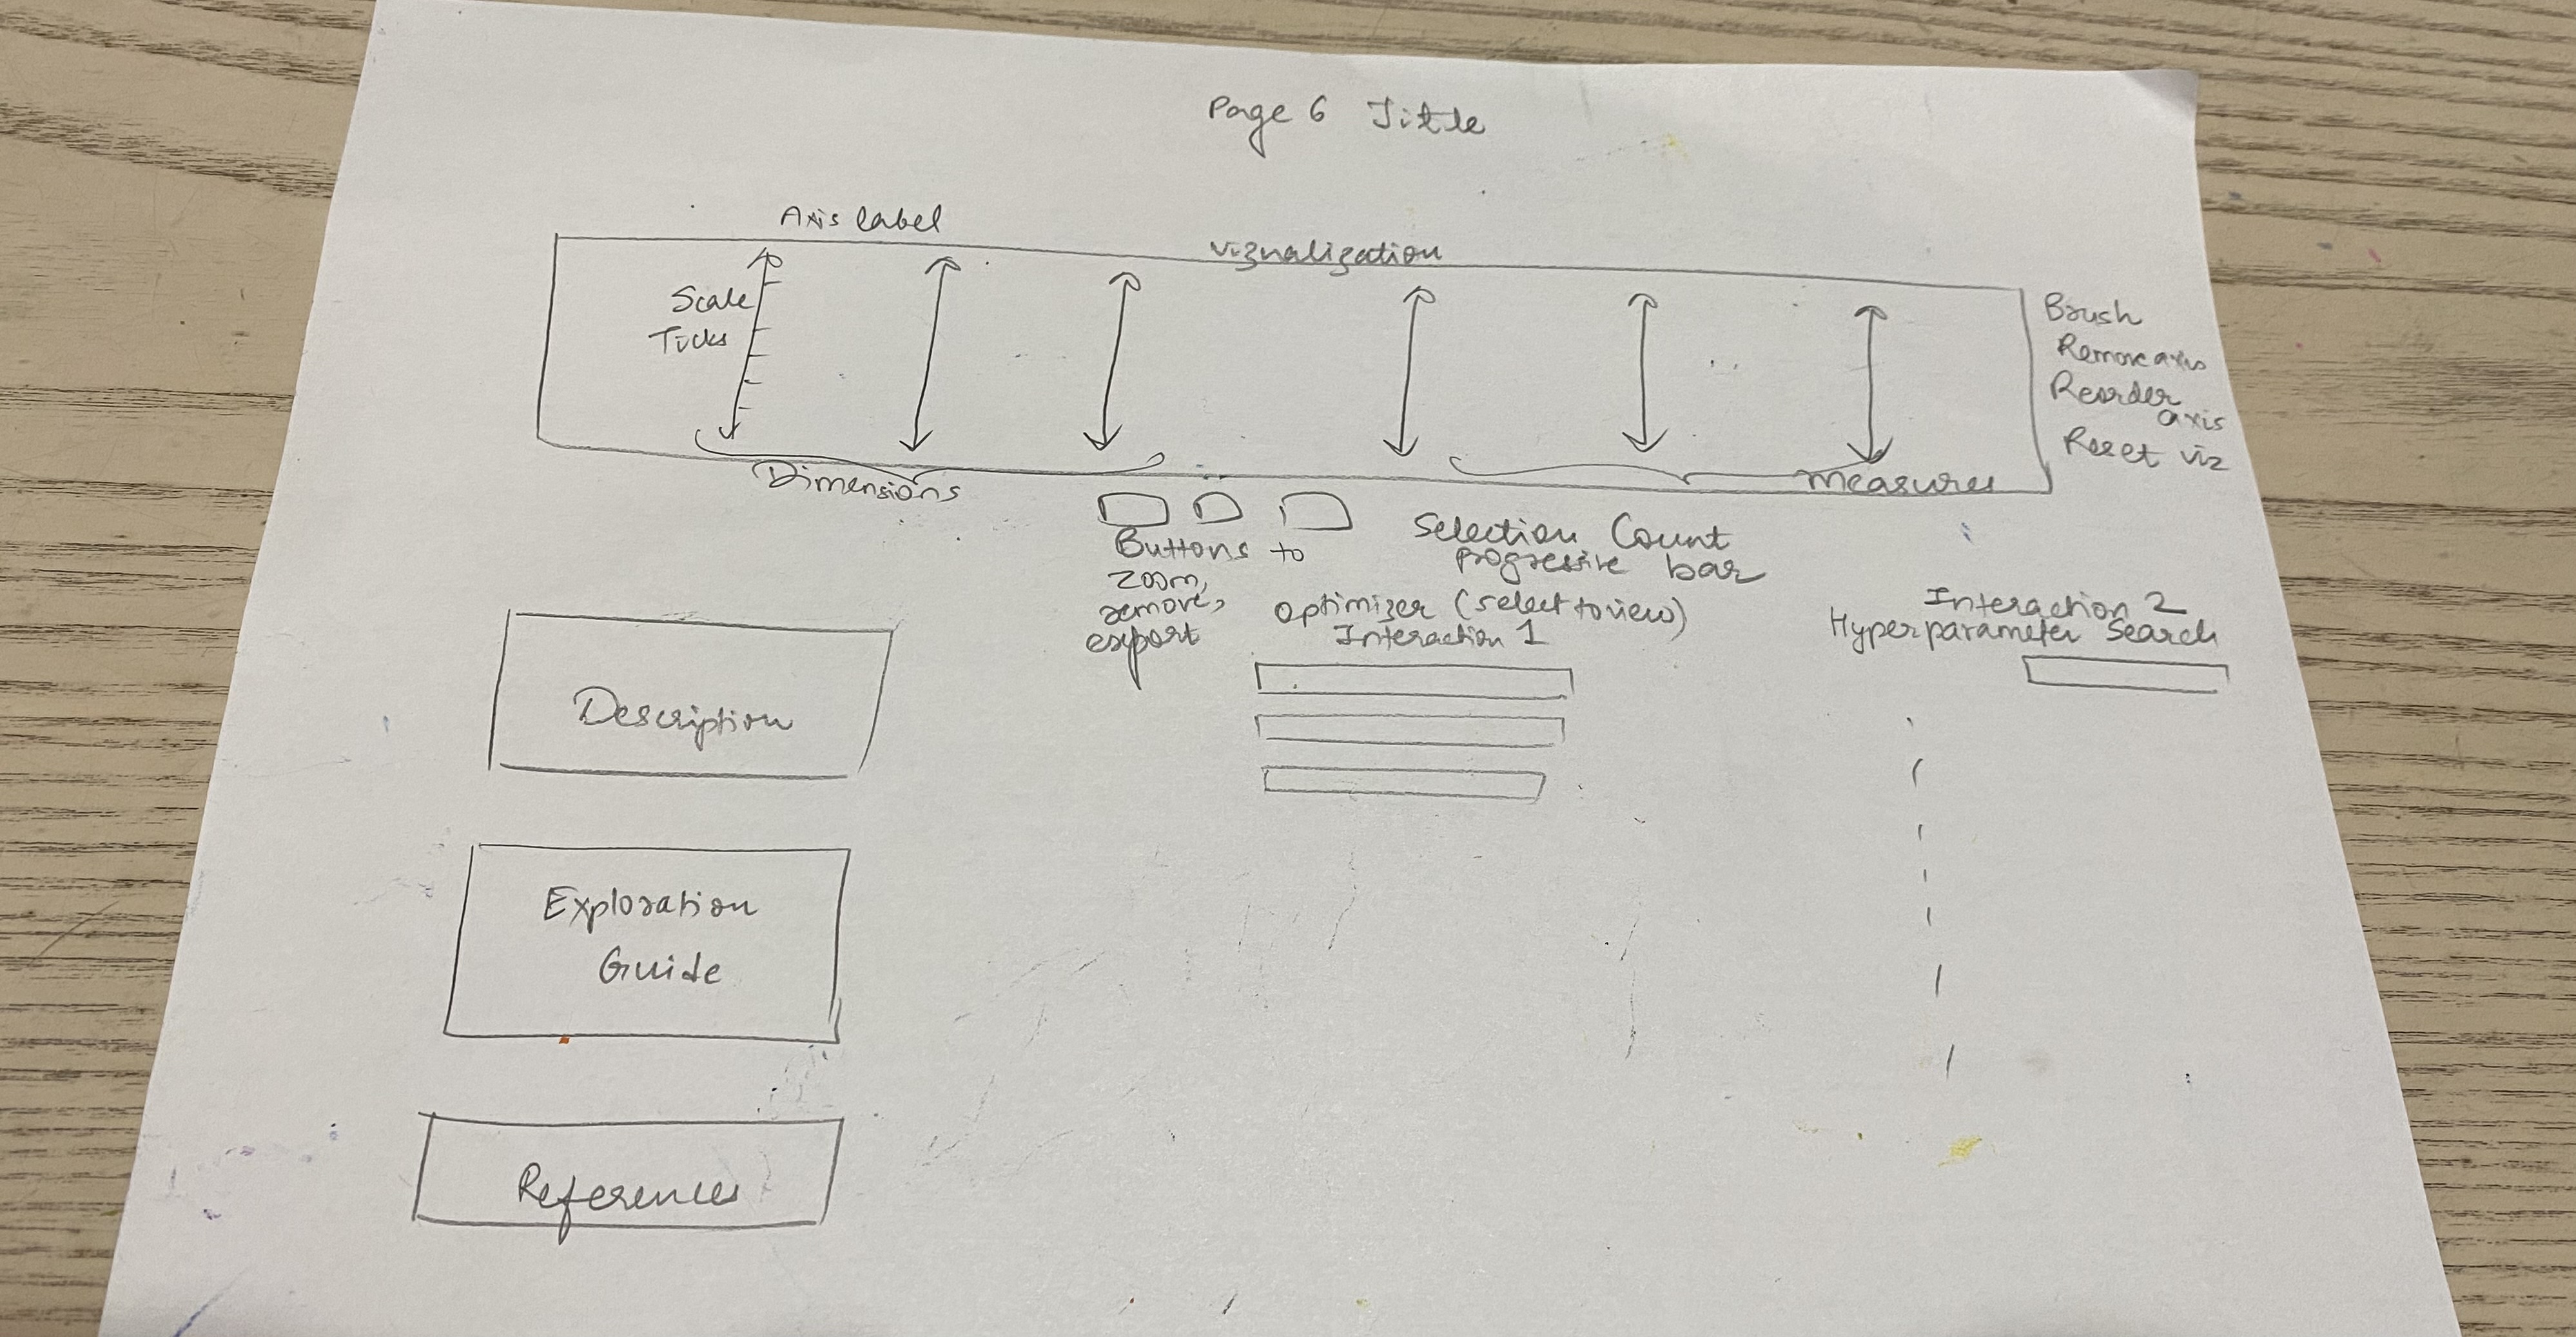 Page 6 Title
Axis label
viznalization
Scale
Ticks
Brush
Remove axis
Reorder
axis
Reset viz
Dimensions
measures
Buttons to
zoom,
remove,
export
Selection Count
progressive bar
optimizer (select to view)
Interaction 1
Interaction 2
Hyperparameter Search
Description
Exploration
Guide
References